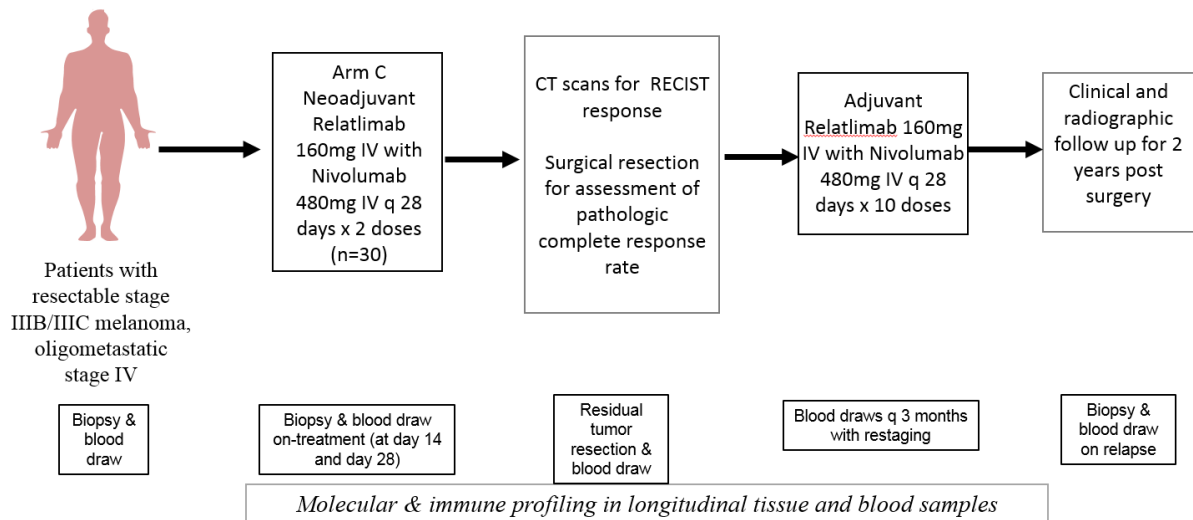 Patients with
resectable stage
IIIB/IIIC melanoma,
oligometastatic
stage IV
Arm C
Neoadjuvant
Relatlimab
160mg IV with
Nivolumab
480mg IV q 28
days x 2 doses
(n=30)
CT scans for RECIST
response
Surgical resection
for assessment of
pathologic
complete response
rate
Adjuvant
Relatlimab 160mg
IV with Nivolumab
480mg IV q 28
days x 10 doses
Clinical and
radiographic
follow up for 2
years post
surgery
Biopsy &
blood
draw
Biopsy & blood draw
on-treatment (at day 14
and day 28)
Residual
tumor
resection &
blood draw
Blood draws q 3 months
with restaging
Biopsy &
blood draw
on relapse
Molecular & immune profiling in longitudinal tissue and blood samples